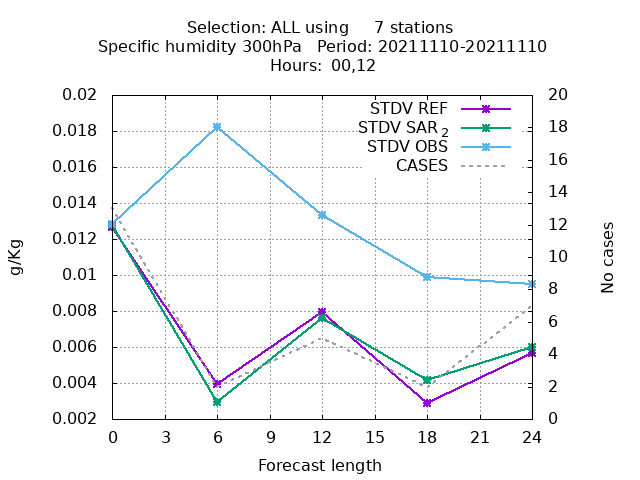 Selection: ALL using 7 stations
Specific humidity 300hPa Period: 20211110-20211110
Hours: 00,12
STDV REF
STDV SAR 2
STDV OBS
CASES
0.02
0.018
0.016
0.014
0.012
0.01
0.008
0.006
0.004
0.002
g/Kg
20
18
16
14
12
10
8
6
4
2
0
No cases
0 3 6 9 12 15 18 21 24
Forecast length